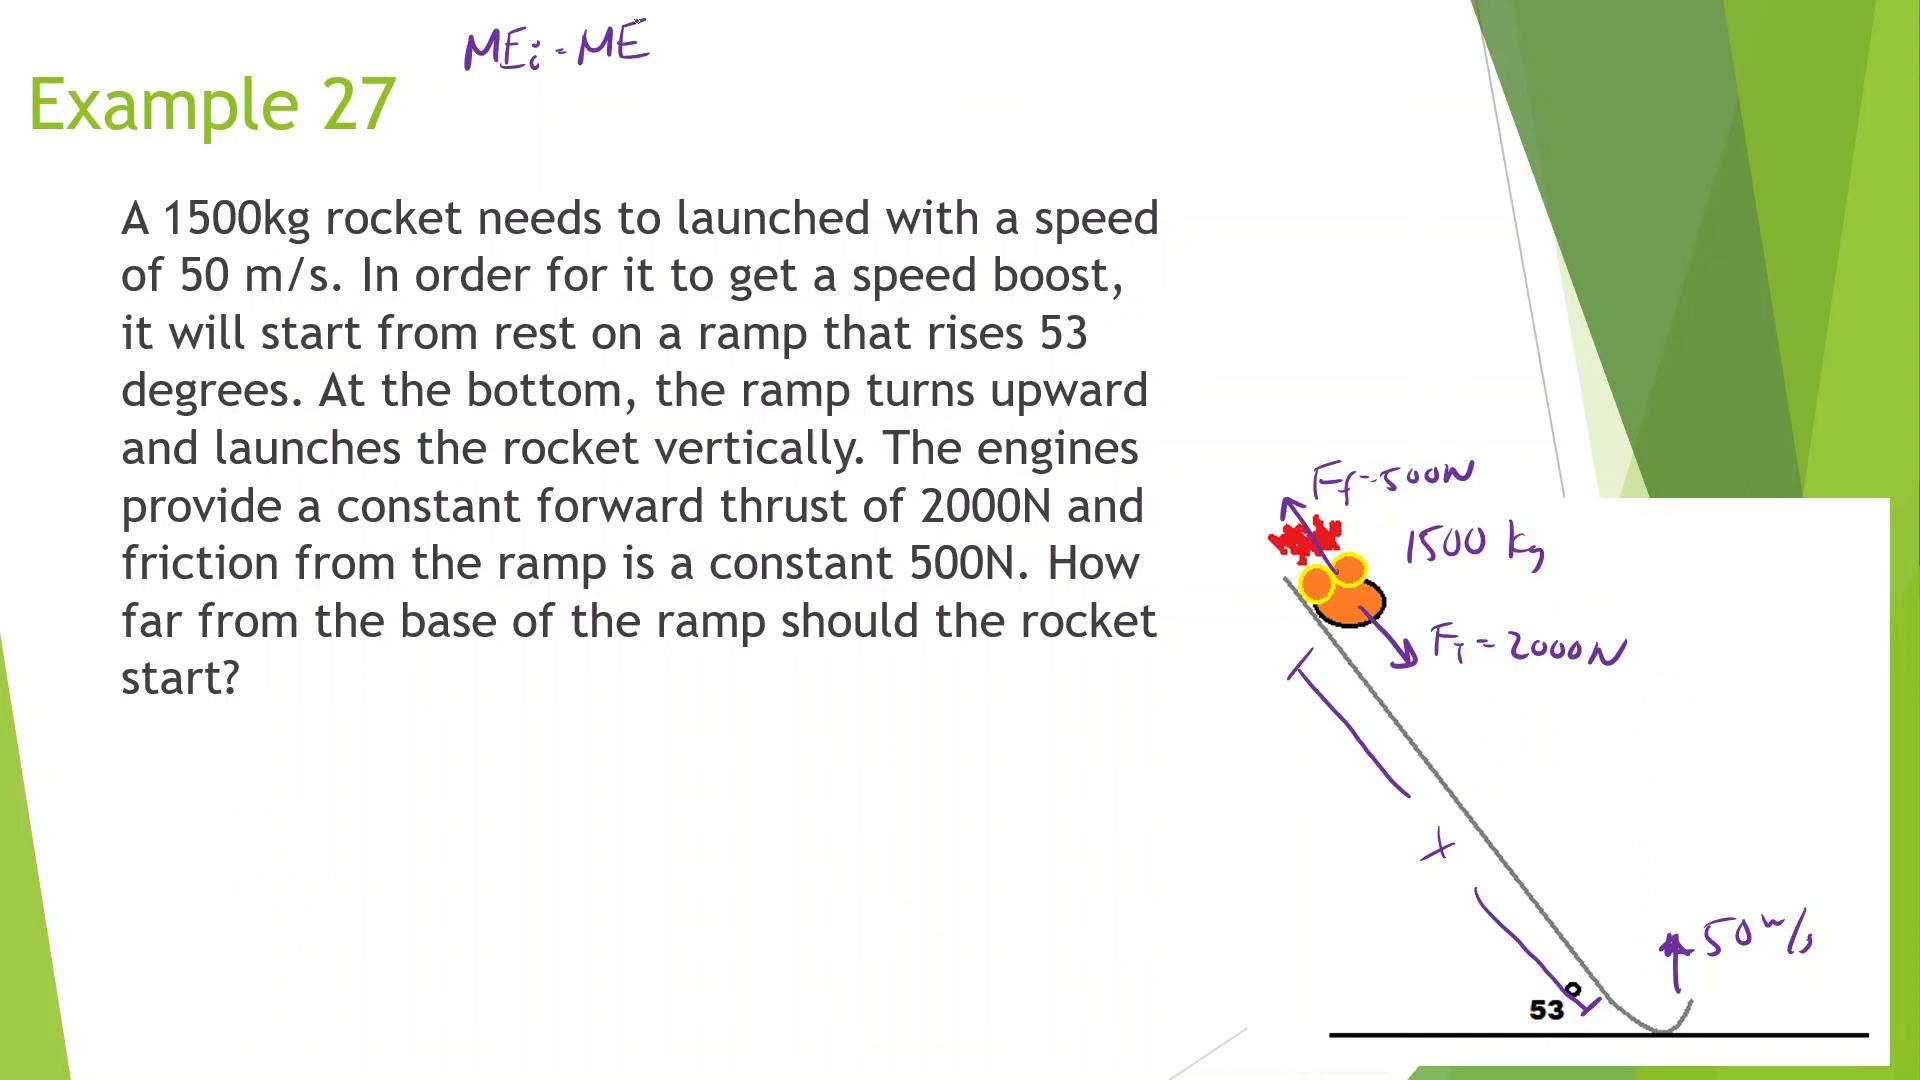 MEi = ME
Example 27
A 1500kg rocket needs to launched with a speed
of 50 m/s. In order for it to get a speed boost,
it will start from rest on a ramp that rises 53
degrees. At the bottom, the ramp turns upward
and launches the rocket vertically. The engines
provide a constant forward thrust of 2000N and
friction from the ramp is a constant 500N. How
far from the base of the ramp should the rocket
start?
Ff = 500N
1500 kg
FT = 2000N
x
50 m/s
53°